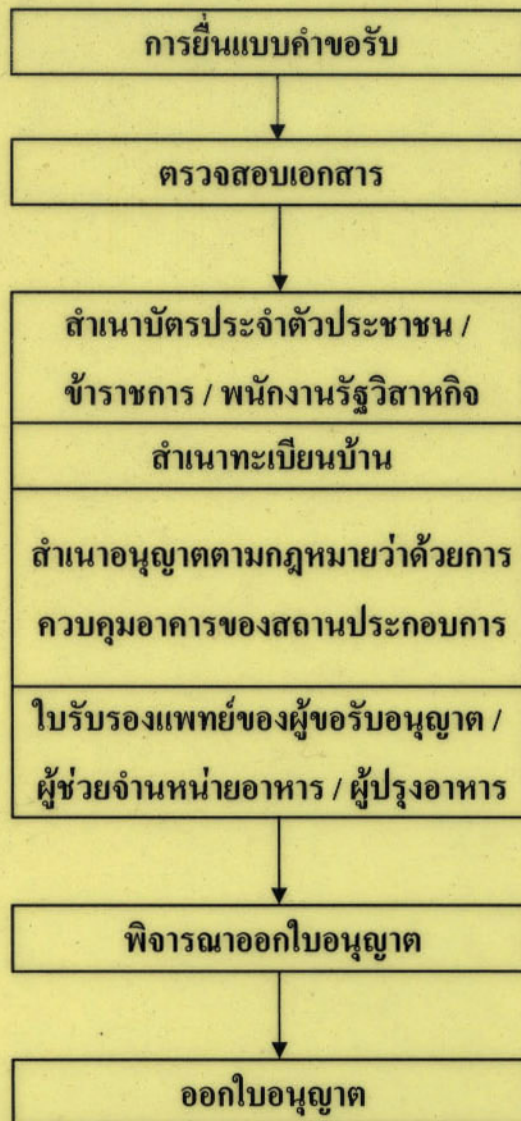 การยื่นแบบคำขอรับ
ตรวจสอบเอกสาร
สำเนาบัตรประจำตัวประชาชน /
ข้าราชการ / พนักงานรัฐวิสาหกิจ
สำเนาทะเบียนบ้าน
สำเนาอนุญาตตามกฎหมายว่าด้วยการ
ควบคุมอาคารของสถานประกอบการ
ใบรับรองแพทย์ของผู้ขอรับอนุญาต /
ผู้ช่วยจำนหน่ายอาหาร / ผู้ปรุงอาหาร
พิจารณาออกใบอนุญาต
ออกใบอนุญาต